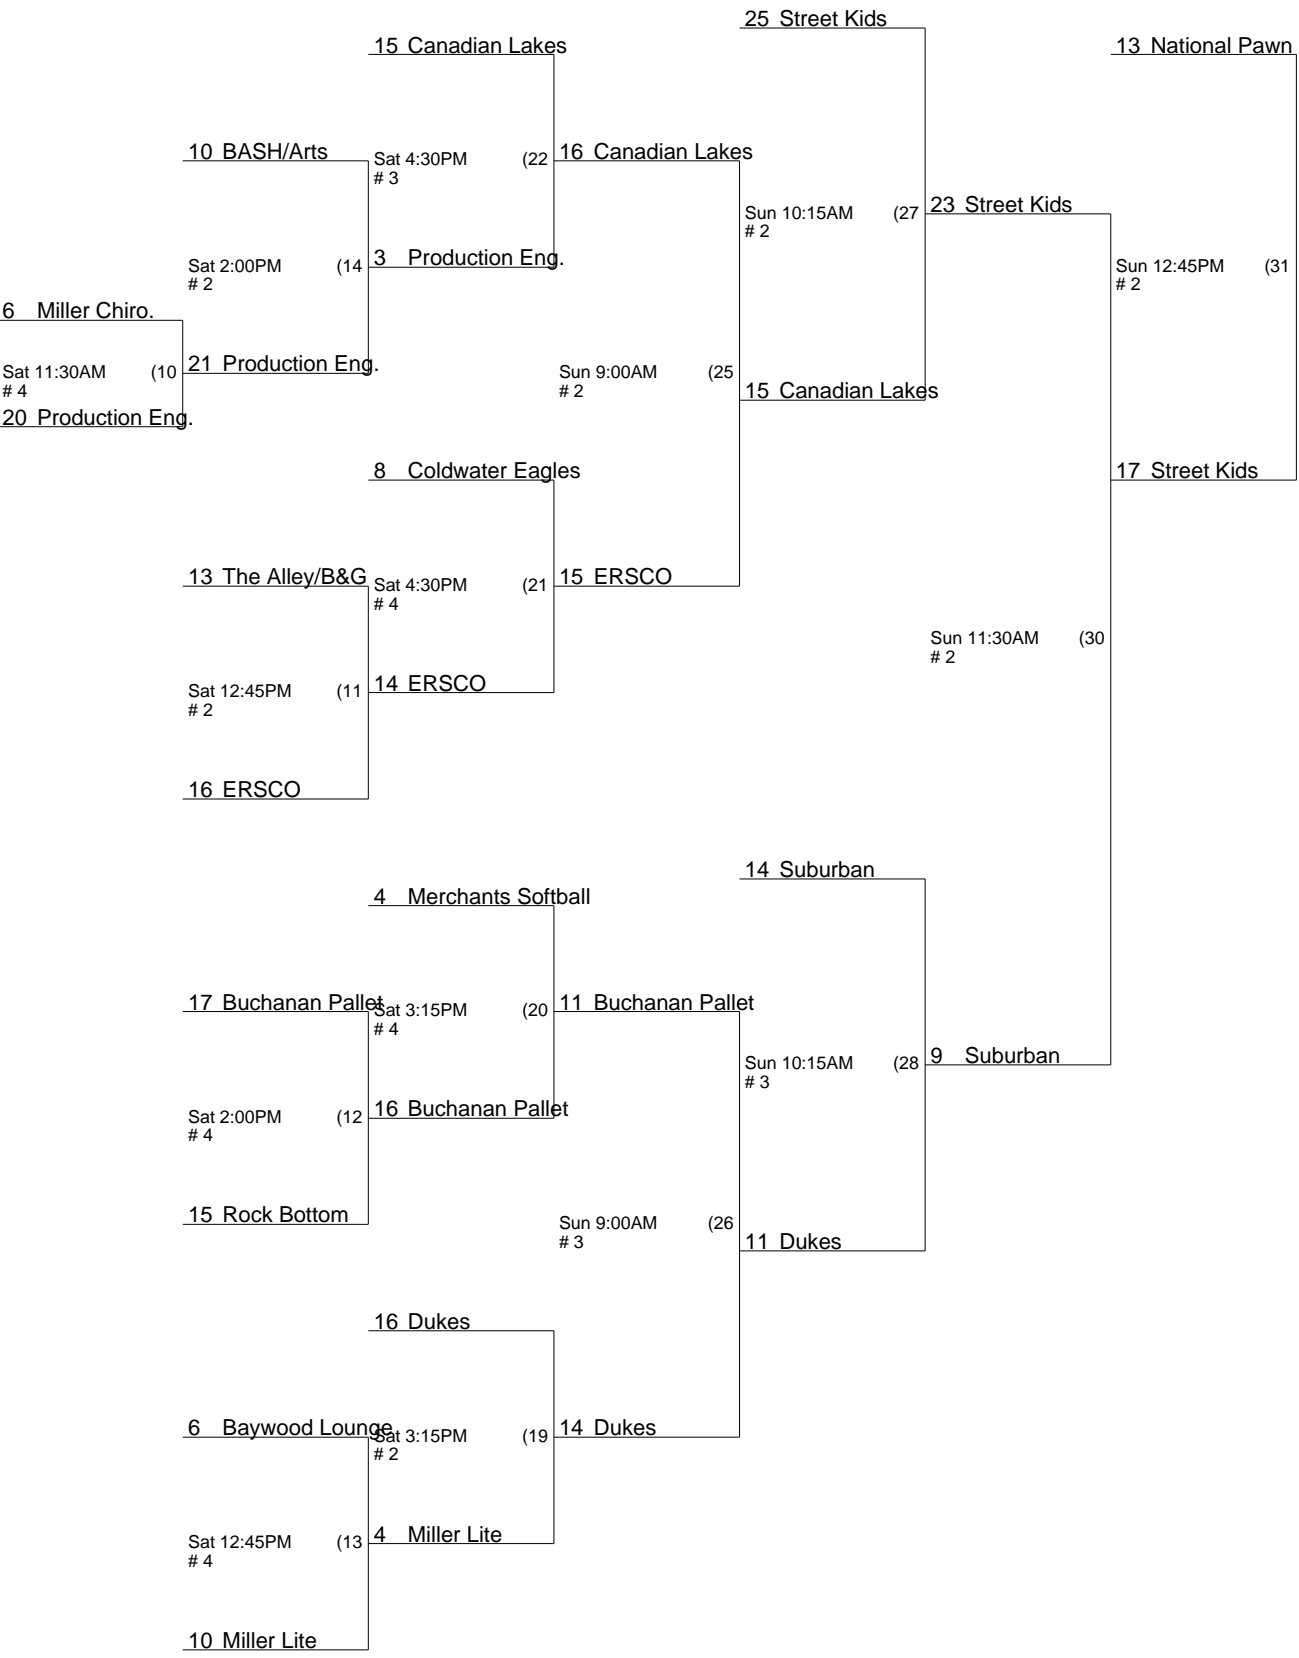 25 Street Kids
15 Canadian Lakes
13 National Pawn
10 BASH/Arts
Sat 4:30PM (22
# 3
16 Canadian Lakes
Sun 10:15AM (27
# 2
23 Street Kids
Sat 2:00PM (14
# 2
3 Production Eng.
Sun 12:45PM (31
# 2
6 Miller Chiro.
Sat 11:30AM (10
# 4
21 Production Eng.
Sun 9:00AM (25
# 2
15 Canadian Lakes
20 Production Eng.
8 Coldwater Eagles
17 Street Kids
13 The Alley/B&G
Sat 4:30PM (21
# 4
15 ERSCO
Sun 11:30AM (30
# 2
Sat 12:45PM (11
# 2
14 ERSCO
16 ERSCO
14 Suburban
4 Merchants Softball
17 Buchanan Pallet
Sat 3:15PM (20
# 4
11 Buchanan Pallet
Sun 10:15AM (28
# 3
9 Suburban
Sat 2:00PM (12
# 4
16 Buchanan Pallet
15 Rock Bottom
Sun 9:00AM (26
# 3
11 Dukes
16 Dukes
6 Baywood Lounge
Sat 3:15PM (19
# 2
14 Dukes
Sat 12:45PM (13
# 4
4 Miller Lite
10 Miller Lite